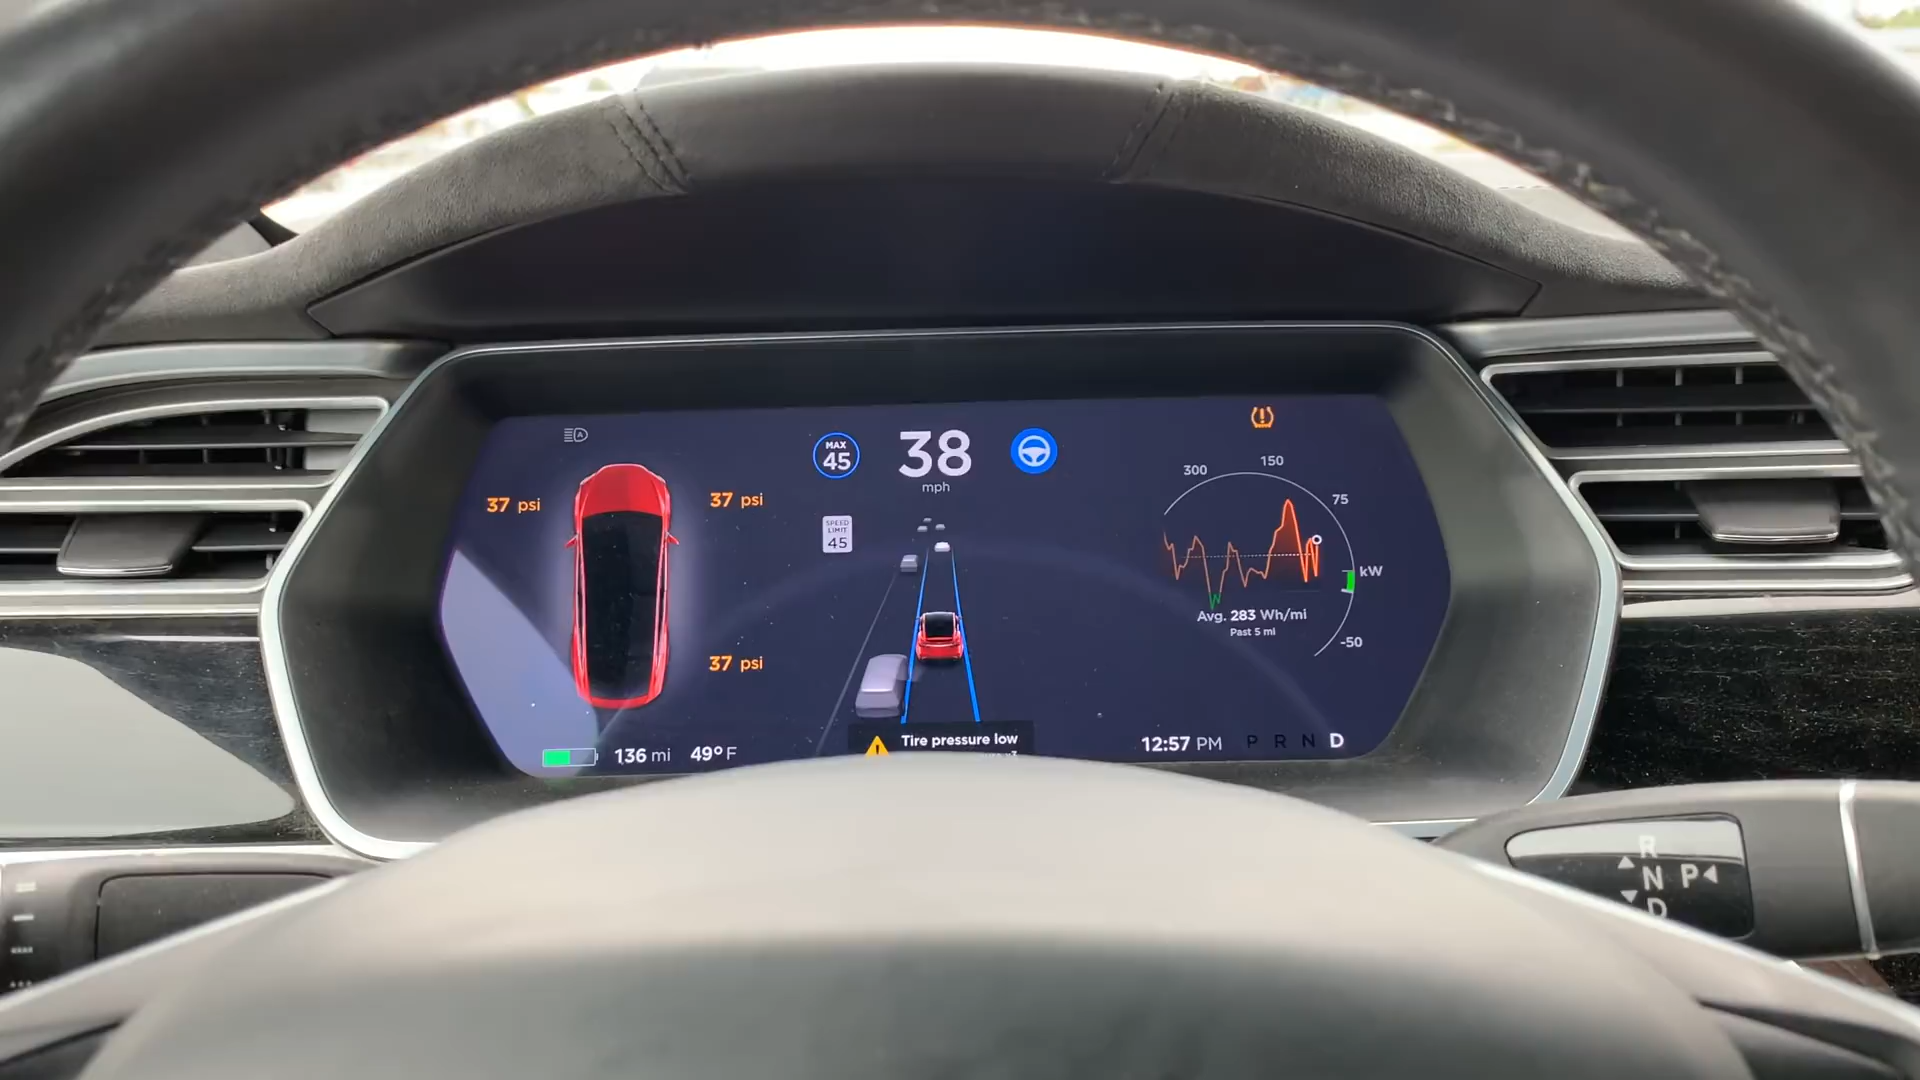 MAX
45
38
mph
37 psi
37 psi
37 psi
SPEED
LIMIT
45
300
150
75
kW
-50
Avg. 283 Wh/mi
Past 5 mi
136 mi
49° F
Tire pressure low
12:57 PM
P R N D
R
N P
D